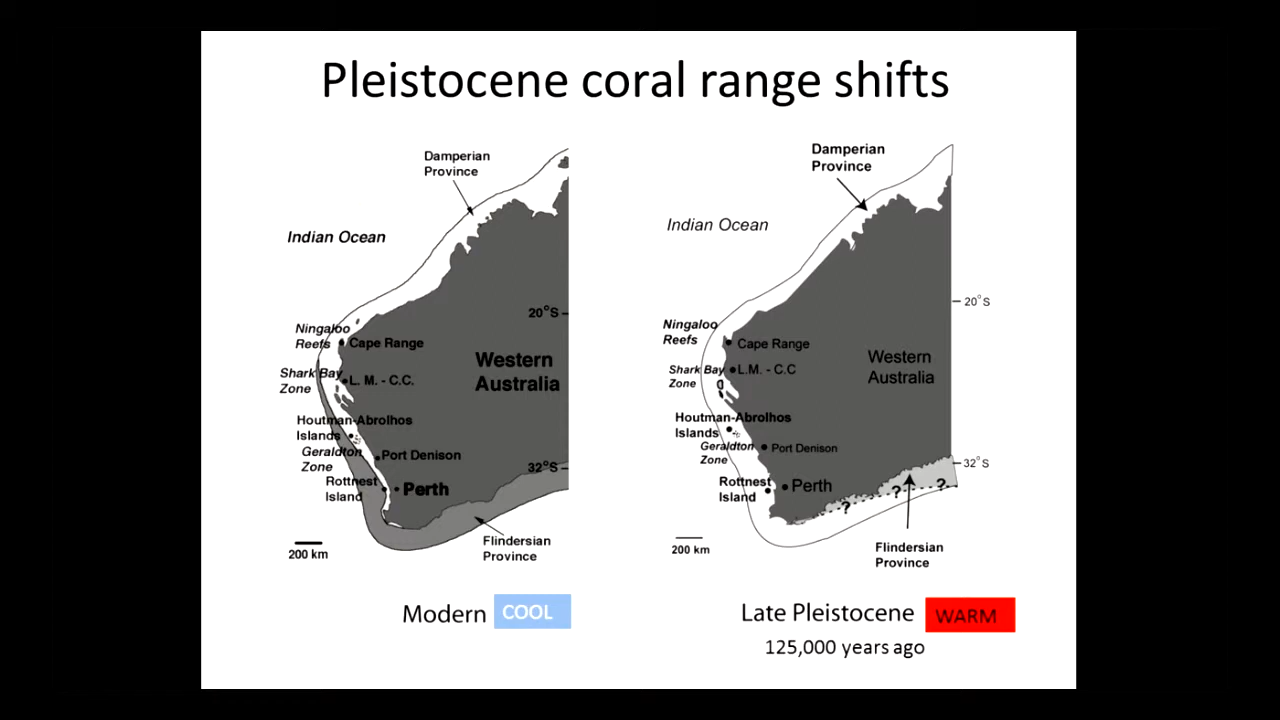 Pleistocene coral range shifts
Damperian
Province
Indian Ocean
20°S
Ningaloo
Reefs
Cape Range
Western
Australia
Shark Bay
Zone
L. M. - C.C.
Houtman-Abrolhos
Islands
Geraldton
Zone
Port Denison
32°S
Rottnest
Island
Perth
Flindersian
Province
200 km
Modern COOL
Damperian
Province
Indian Ocean
20°S
Ningaloo
Reefs
Cape Range
Western
Australia
Shark Bay
Zone
L.M. - C.C
Houtman-Abrolhos
Islands
Geraldton
Zone
Port Denison
32°S
Rottnest
Island
Perth
? ? ?
Flindersian
Province
200 km
Late Pleistocene WARM
125,000 years ago